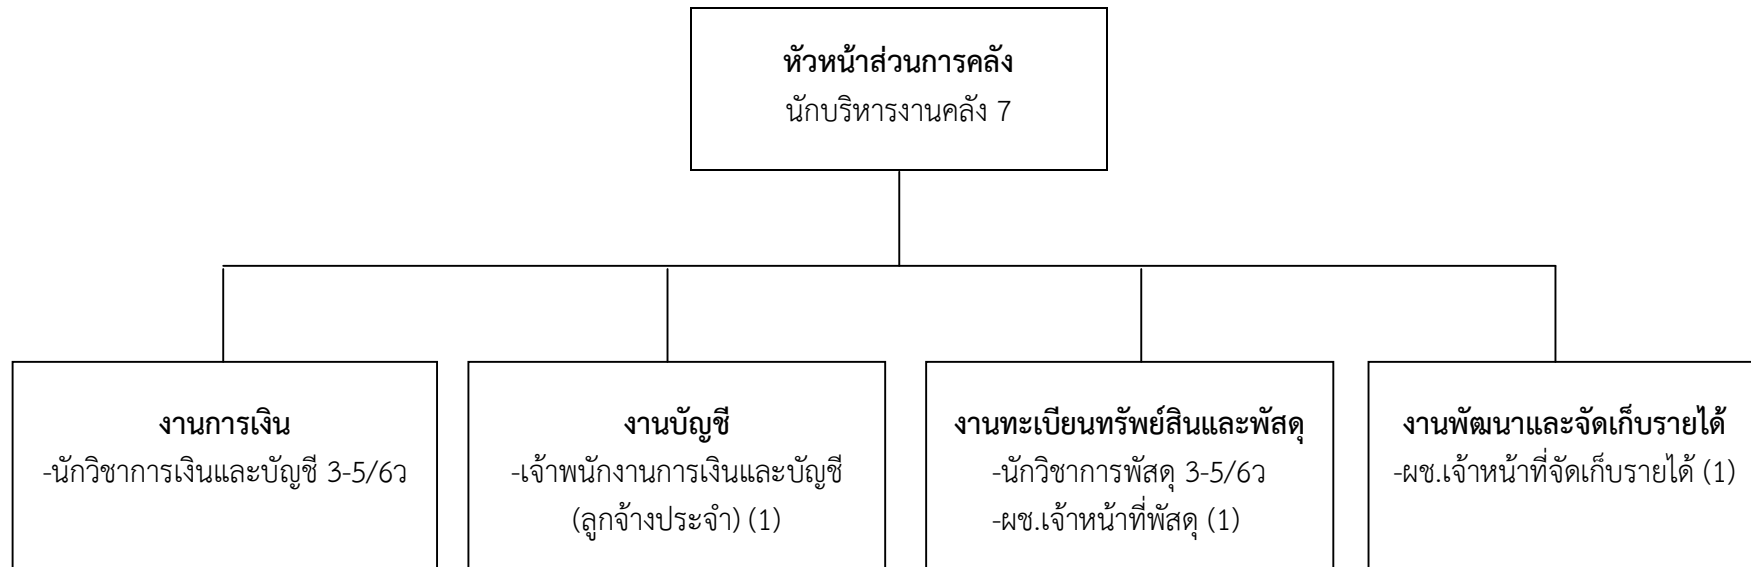 หัวหน้าส่วนการคลัง
นักบริหารงานคลัง 7
งานการเงิน
-นักวิชาการเงินและบัญชี 3-5/6ว
งานบัญชี
-เจ้าพนักงานการเงินและบัญชี
(ลูกจ้างประจำ) (1)
งานทะเบียนทรัพย์สินและพัสดุ
-นักวิชาการพัสดุ 3-5/6ว
-ผช.เจ้าหน้าที่พัสดุ (1)
งานพัฒนาและจัดเก็บรายได้
-ผช.เจ้าหน้าที่จัดเก็บรายได้ (1)